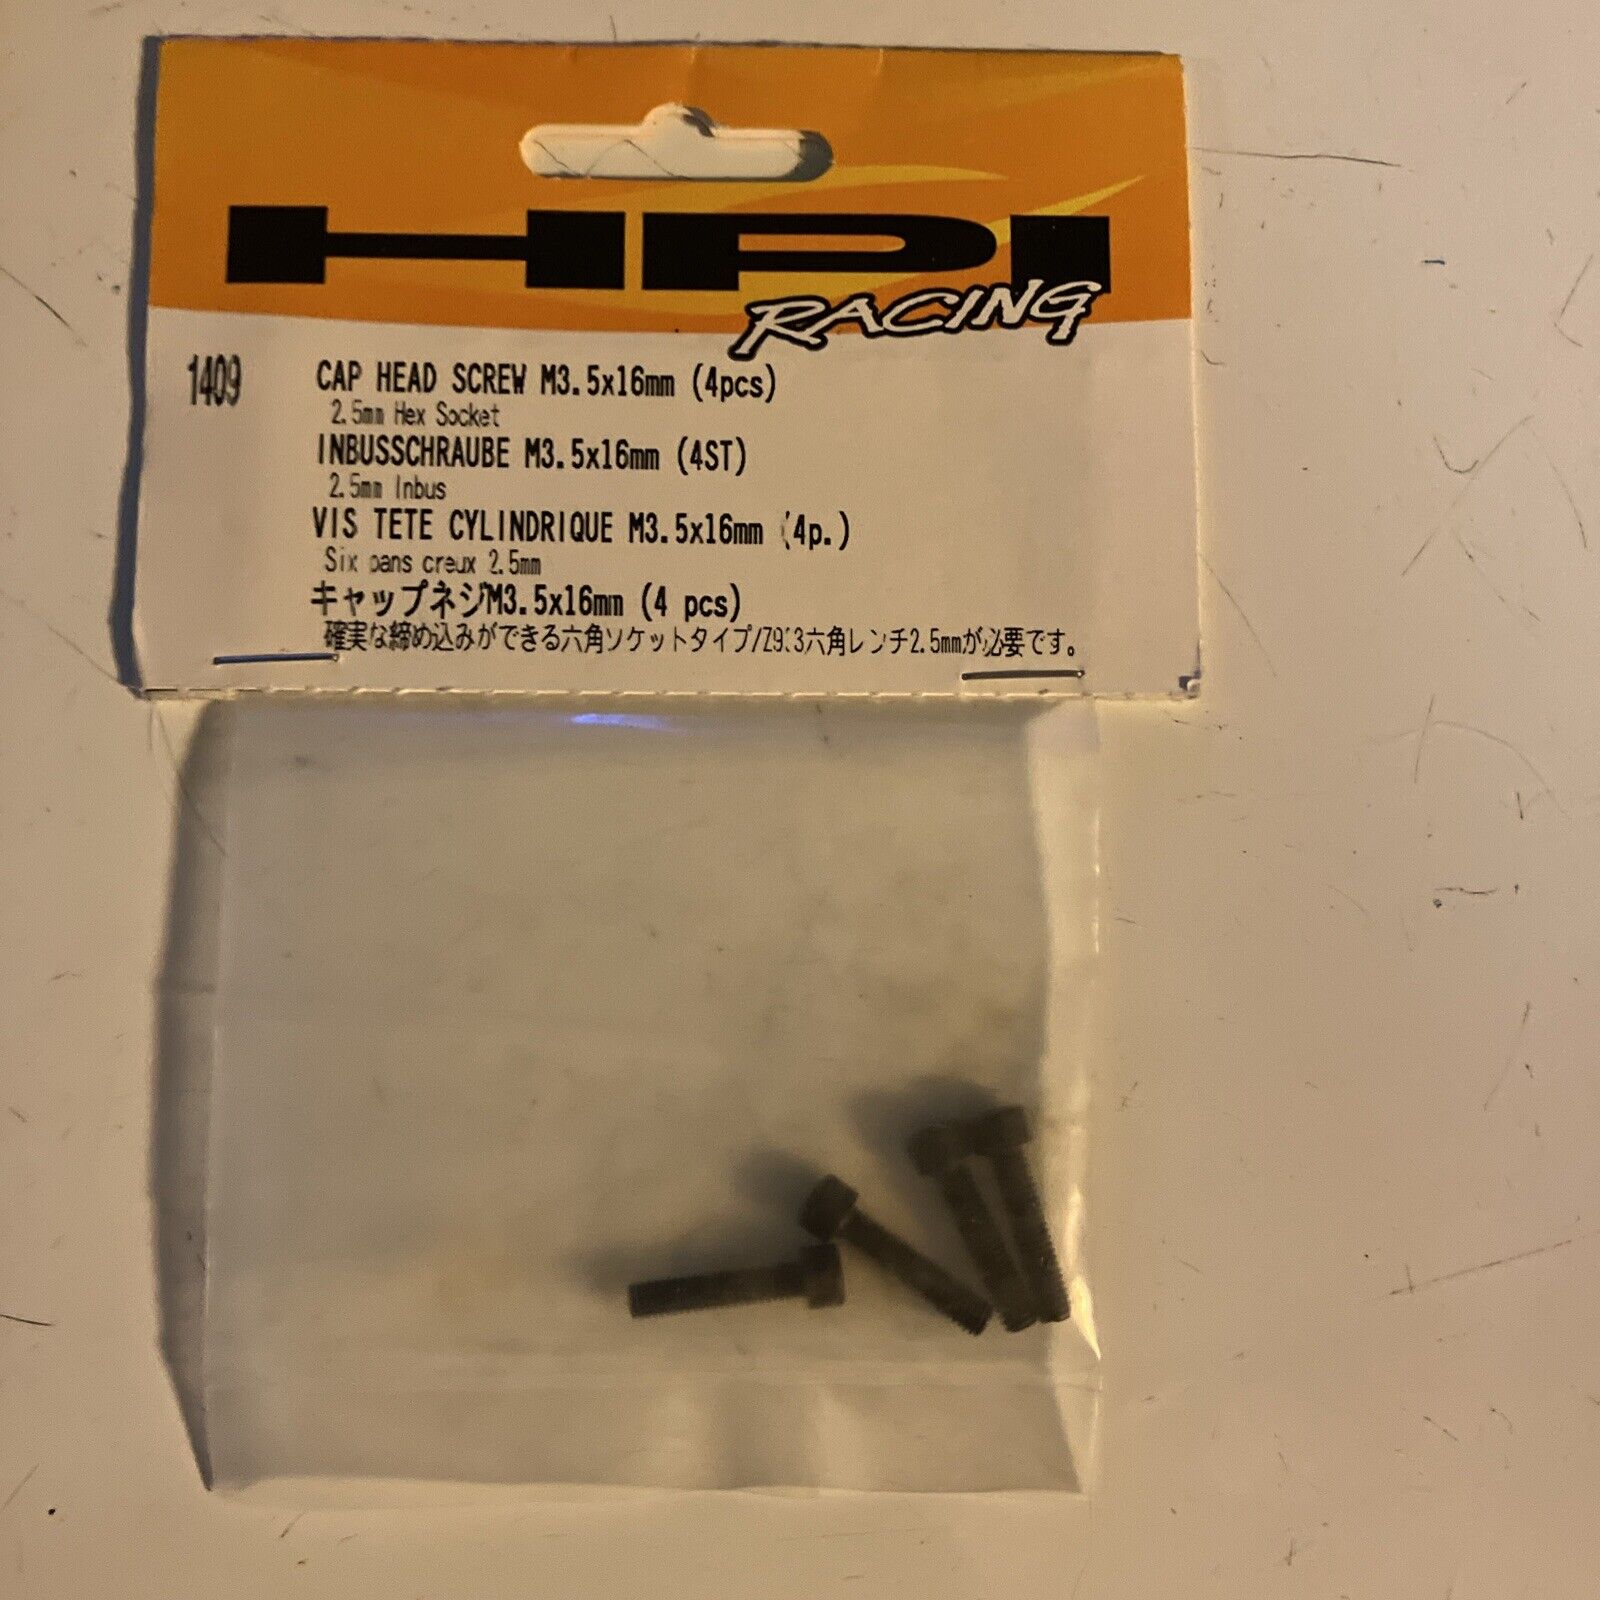 HPI
RACING
1409
CAP HEAD SCREW M3.5x16mm (4pcs)
2.5mm Hex Socket
INBUSSCHRAUBE M3.5x16mm (4ST)
2.5mm Inbus
VIS TETE CYLINDRIQUE M3.5x16mm (4p.)
Six pans creux 2.5mm
キャップネジM3.5x16mm (4 pcs)
確実な締め込みができる六角ソケットタイプ/Z903六角レンチ2.5mmが必要です。